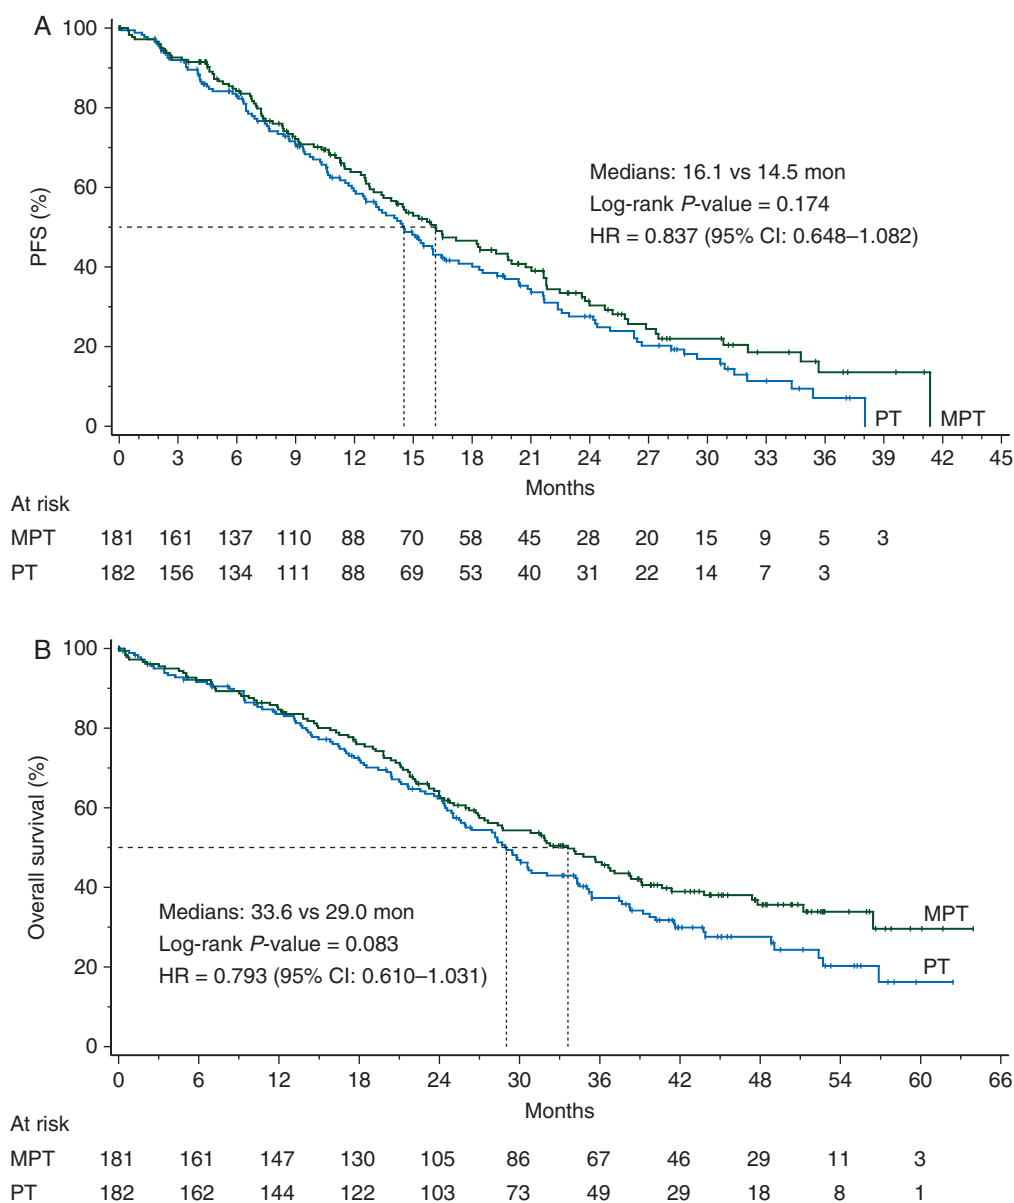 A
100
80
60
40
20
0
PFS (%)
Medians: 16.1 vs 14.5 mon
Log-rank P-value = 0.174
HR = 0.837 (95% CI: 0.648–1.082)
PT
MPT
0 3 6 9 12 15 18 21 24 27 30 33 36 39 42 45
Months
At risk
MPT 181 161 137 110 88 70 58 45 28 20 15 9 5 3
PT 182 156 134 111 88 69 53 40 31 22 14 7 3
B
100
80
60
40
20
0
Overall survival (%)
Medians: 33.6 vs 29.0 mon
Log-rank P-value = 0.083
HR = 0.793 (95% CI: 0.610–1.031)
MPT
PT
0 6 12 18 24 30 36 42 48 54 60 66
Months
At risk
MPT 181 161 147 130 105 86 67 46 29 11 3
PT 182 162 144 122 103 73 49 29 18 8 1